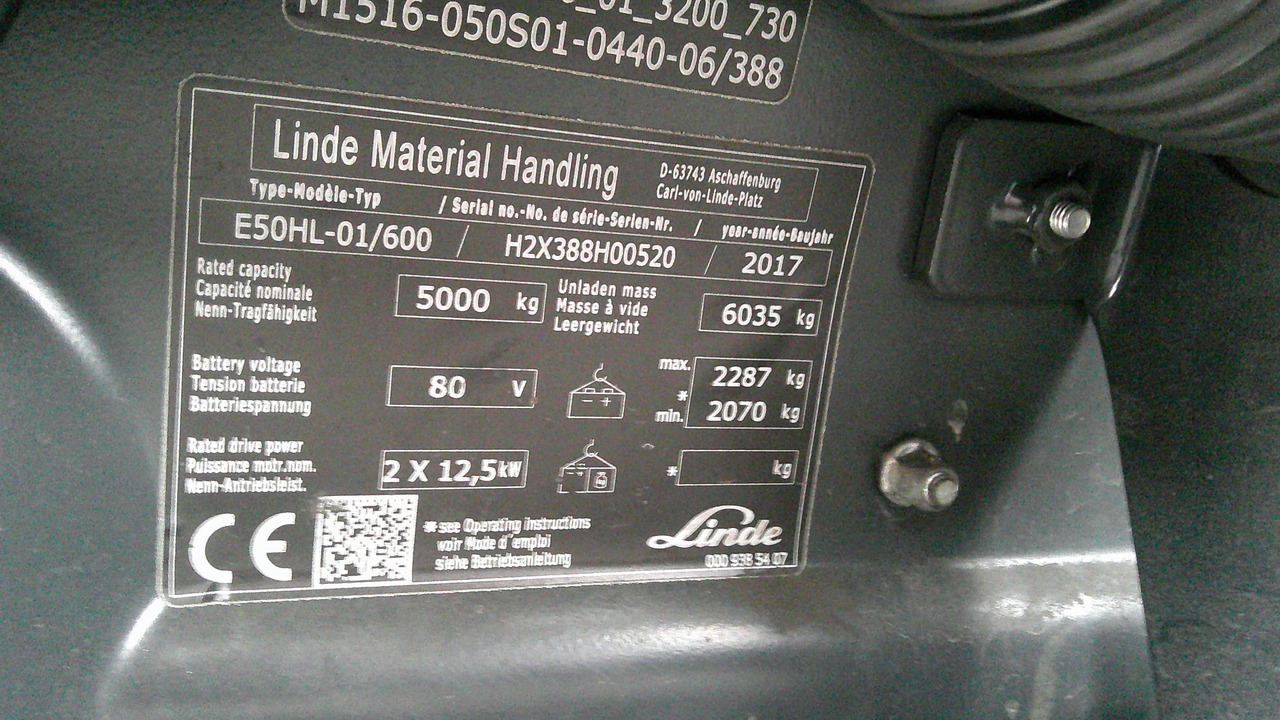 01_3200_730
M1516-050S01-0440-06/388
Linde Material Handling
D-63743 Aschaffenburg
Carl-von-Linde-Platz
Type-Modèle-Typ / Serial no.-No. de série-Serien-Nr. / year-année-Baujahr
E50HL-01/600 / H2X388H00520 / 2017
Rated capacity
Capacité nominale
Nenn-Tragfähigkeit
5000 kg
Unladen mass
Masse à vide
Leergewicht
6035 kg
Battery voltage
Tension batterie
Batteriespannung
80 V
- +
max. 2287 kg
*
min. 2070 kg
Rated drive power
Puissance motr.nom.
Nenn-Antriebsleist.
2 X 12,5kW
* kg
CE
* see Operating instructions
voir Mode d'emploi
siehe Betriebsanleitung
Linde
000 938 54 07